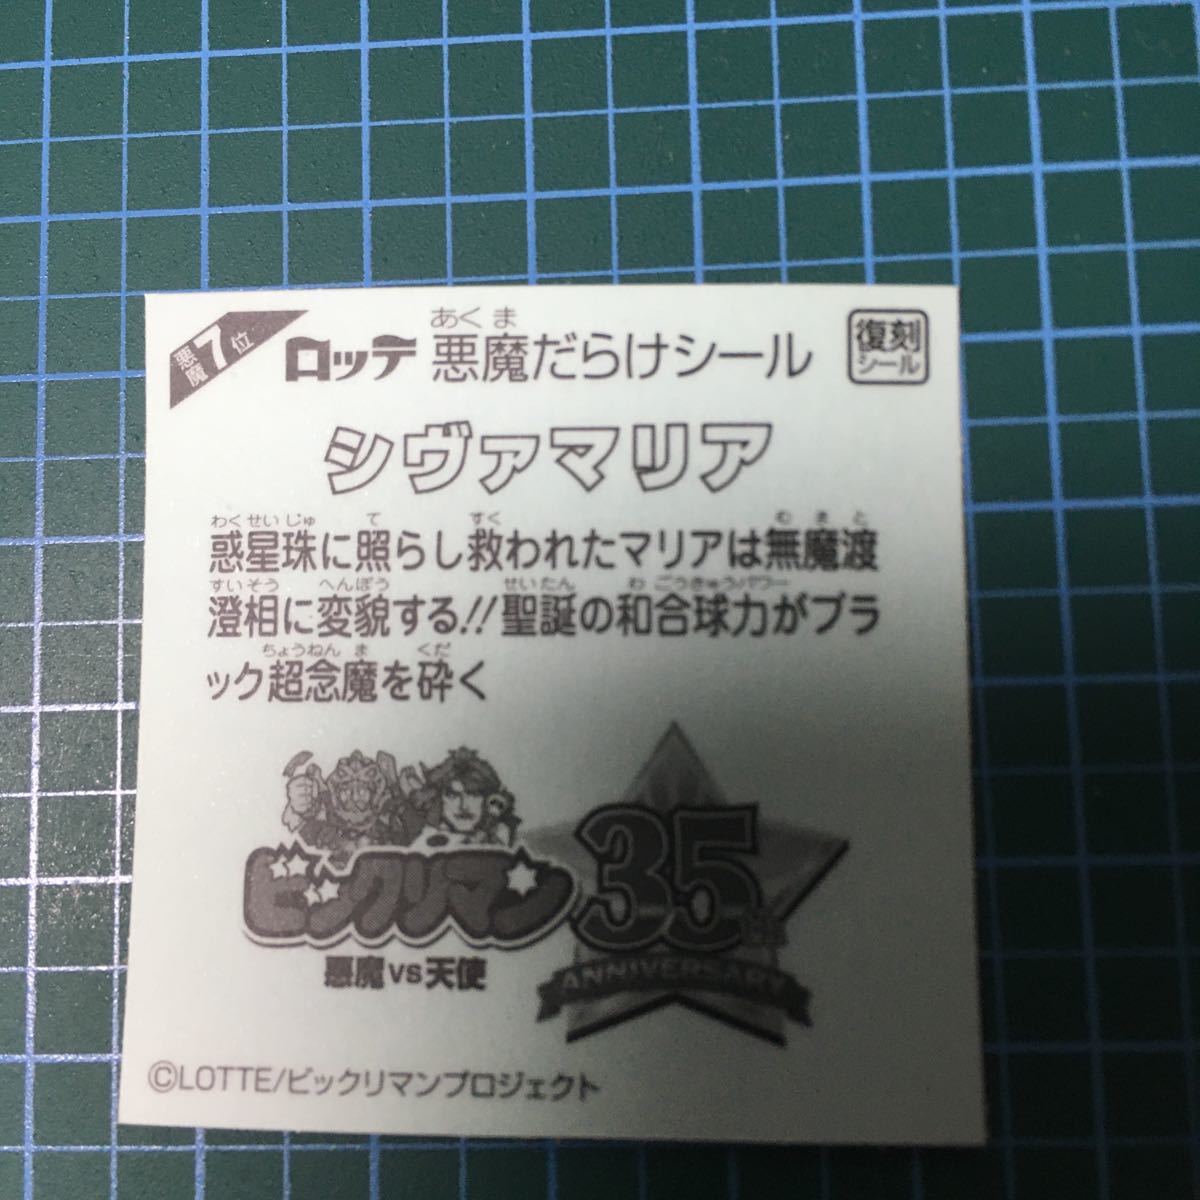 悪魔7位
ロッテ 悪魔だらけシール
あくま
復刻シール
シヴァマリア
わくせいじゅ て すく むまと
惑星珠に照らし救われたマリアは無魔渡
すいそう へんぼう せいたん わごうきゅうパワー
澄相に変貌する!! 聖誕の和合球力がブラ
ちょうねんま くだ
ック超念魔を砕く
ビックリマン
悪魔VS天使
35th
ANNIVERSARY
©LOTTE/ビックリマンプロジェクト